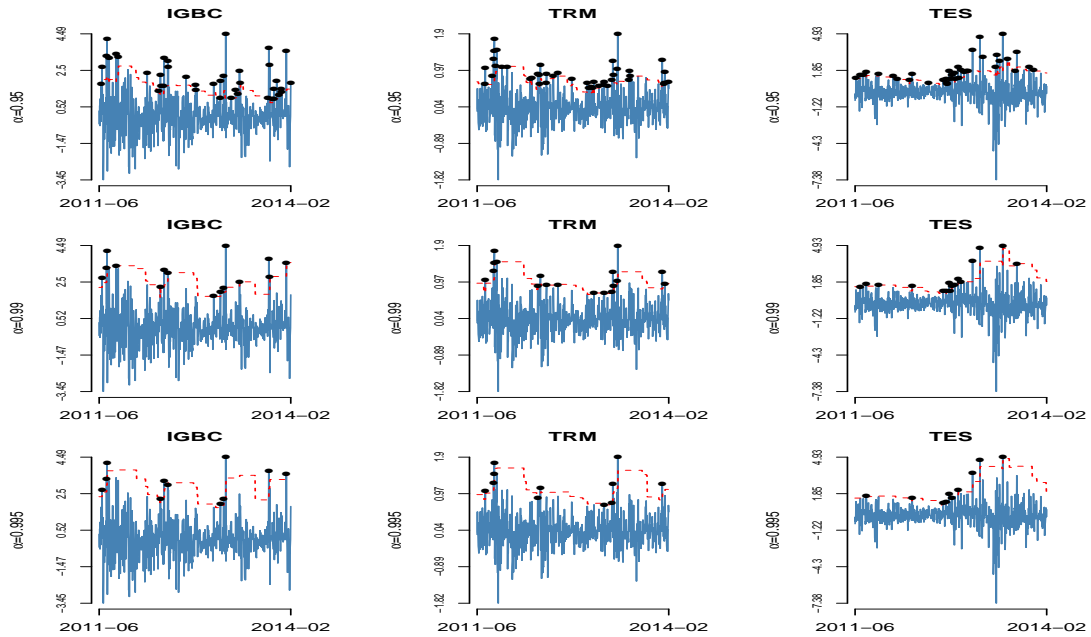 IGBC TRM TES
α=0.95 4.49 2.5 0.52 −1.47 −3.45
α=0.95 1.9 0.97 0.04 −0.89 −1.82
α=0.95 4.93 1.85 −1.22 −4.3 −7.38
2011−06 2014−02 2011−06 2014−02 2011−06 2014−02
IGBC TRM TES
α=0.99 4.49 2.5 0.52 −1.47 −3.45
α=0.99 1.9 0.97 0.04 −0.89 −1.82
α=0.99 4.93 1.85 −1.22 −4.3 −7.38
2011−06 2014−02 2011−06 2014−02 2011−06 2014−02
IGBC TRM TES
α=0.995 4.49 2.5 0.52 −1.47 −3.45
α=0.995 1.9 0.97 0.04 −0.89 −1.82
α=0.995 4.93 1.85 −1.22 −4.3 −7.38
2011−06 2014−02 2011−06 2014−02 2011−06 2014−02